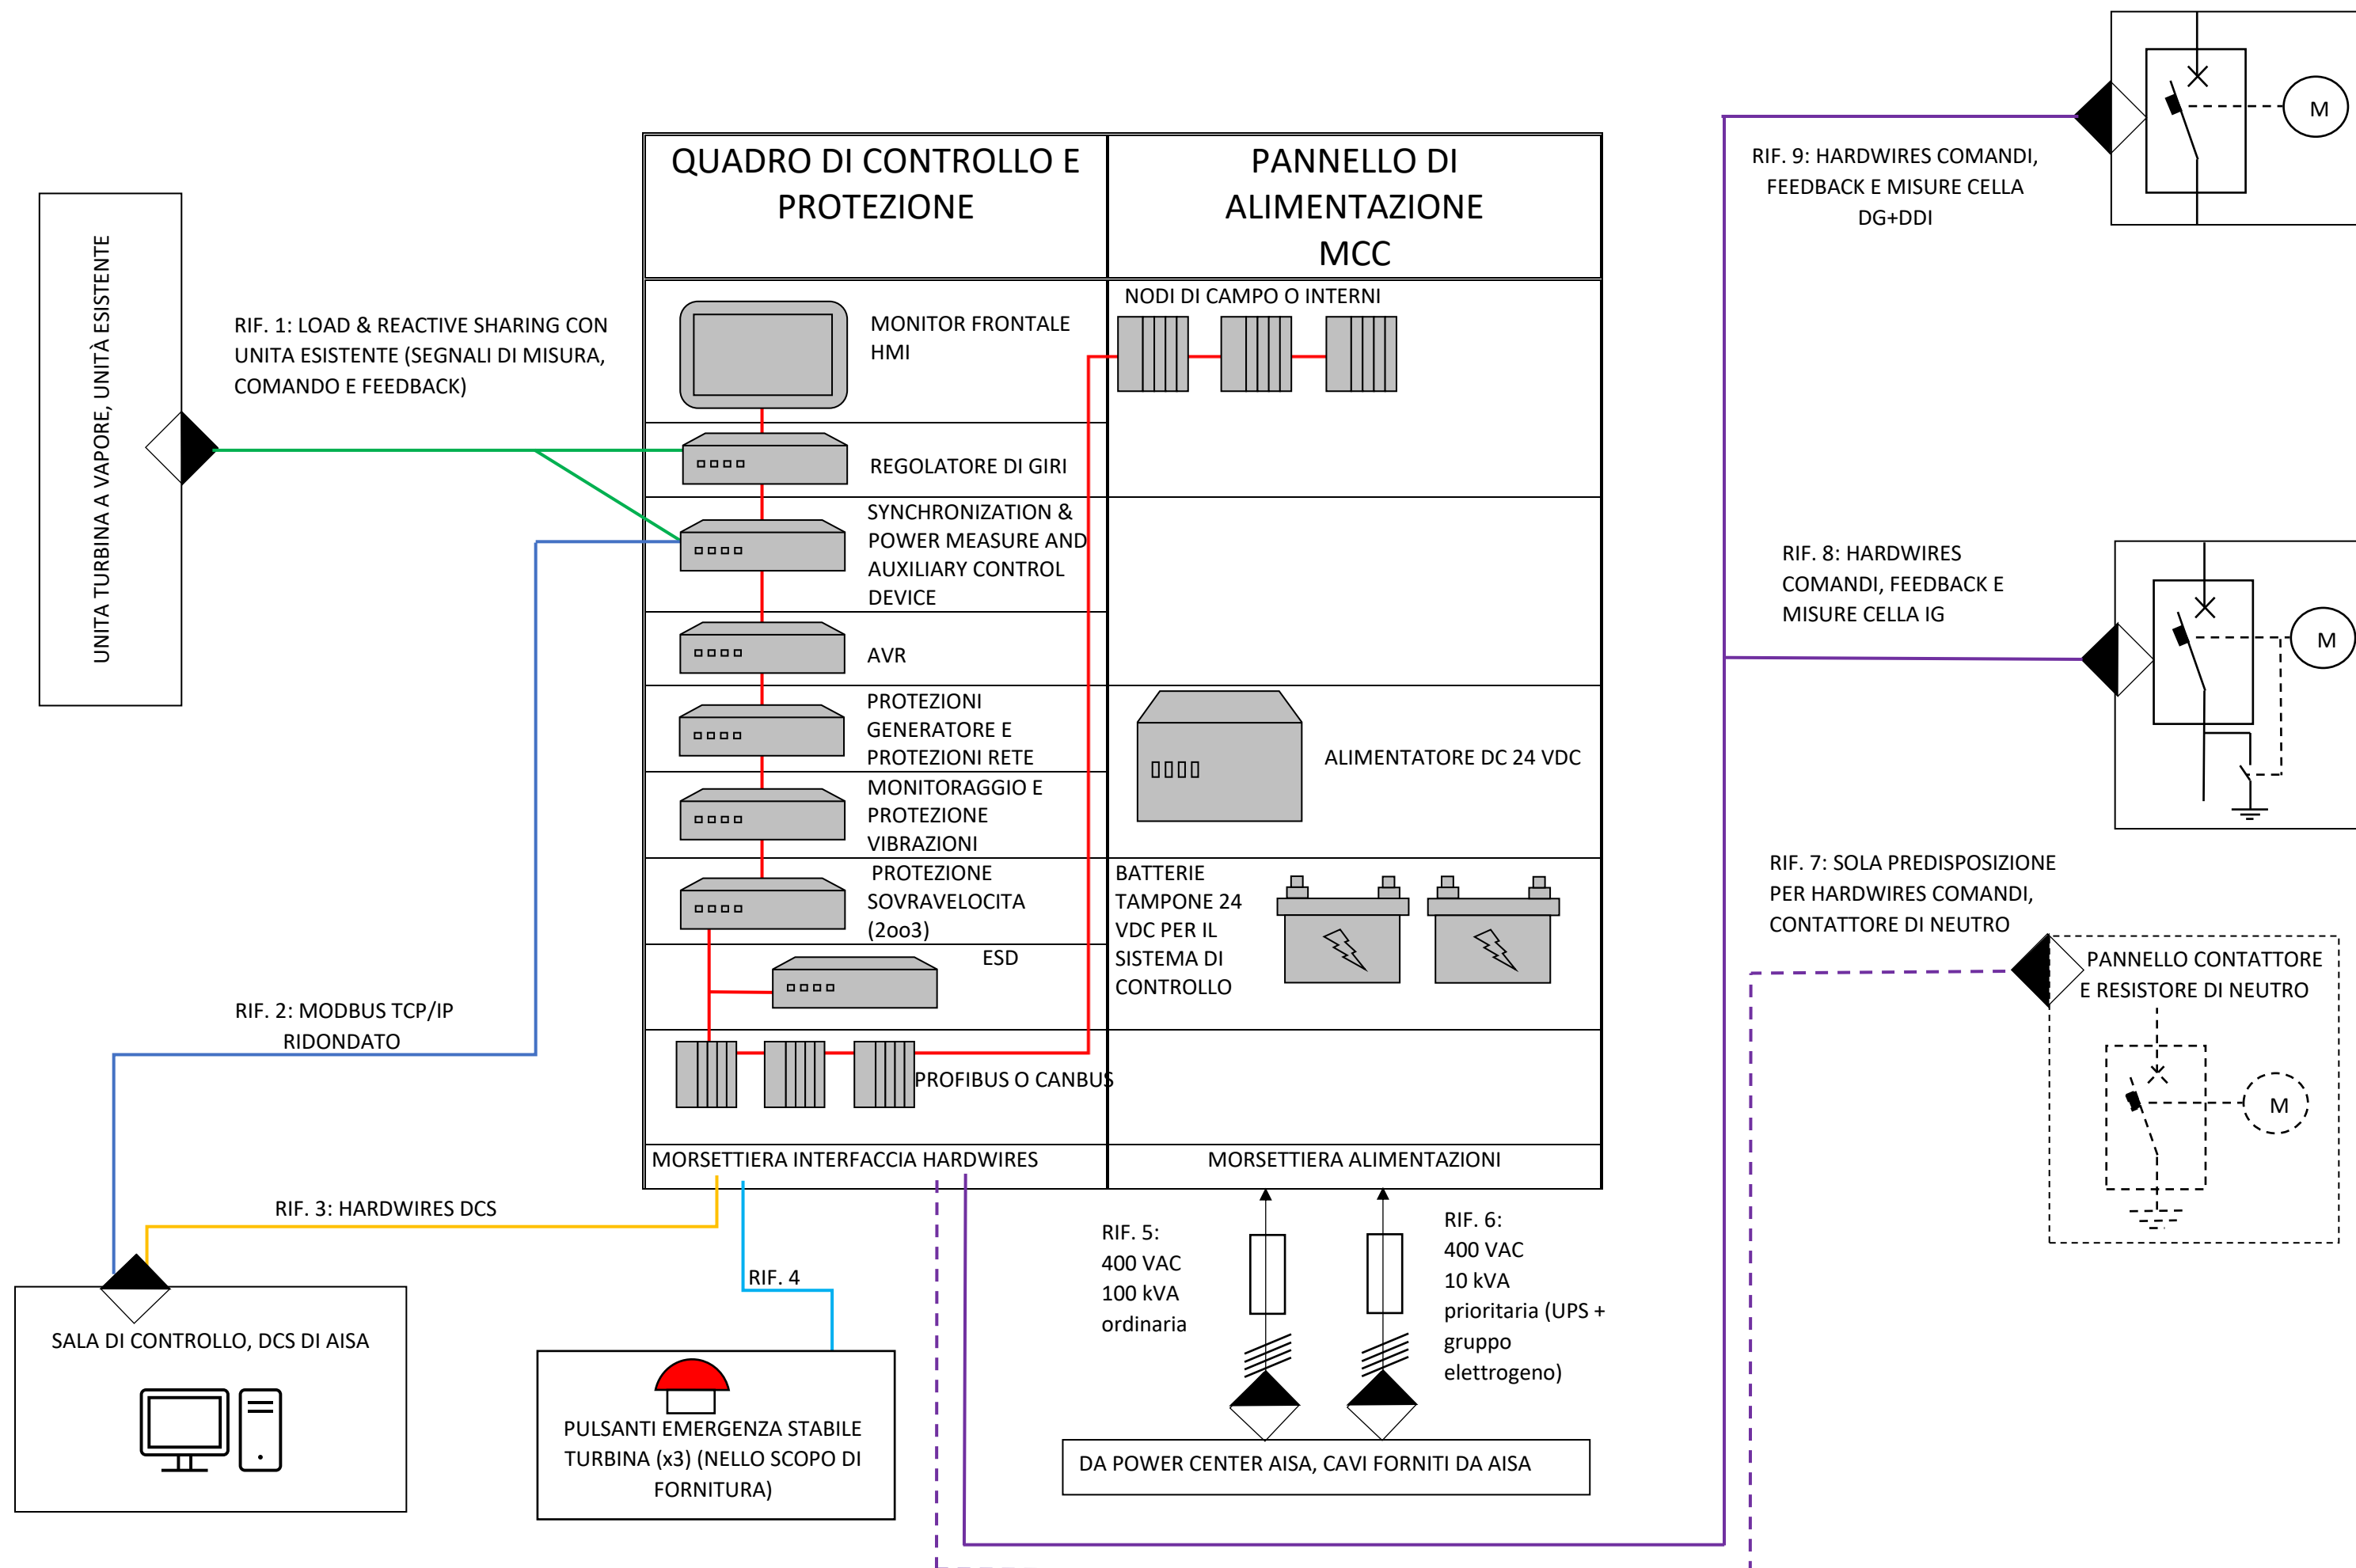 QUADRO DI CONTROLLO E
PROTEZIONE
PANNELLO DI
ALIMENTAZIONE
MCC
UNITA TURBINA A VAPORE, UNITÀ ESISTENTE
RIF. 1: LOAD & REACTIVE SHARING CON
UNITA ESISTENTE (SEGNALI DI MISURA,
COMANDO E FEEDBACK)
MONITOR FRONTALE
HMI
REGOLATORE DI GIRI
SYNCHRONIZATION &
POWER MEASURE AND
AUXILIARY CONTROL
DEVICE
AVR
PROTEZIONI
GENERATORE E
PROTEZIONI RETE
MONITORAGGIO E
PROTEZIONE
VIBRAZIONI
PROTEZIONE
SOVRAVELOCITA
(2oo3)
ESD
PROFIBUS O CANBUS
MORSETTIERA INTERFACCIA HARDWIRES
NODI DI CAMPO O INTERNI
ALIMENTATORE DC 24 VDC
BATTERIE
TAMPONE 24
VDC PER IL
SISTEMA DI
CONTROLLO
MORSETTIERA ALIMENTAZIONI
RIF. 9: HARDWIRES COMANDI,
FEEDBACK E MISURE CELLA
DG+DDI
M
RIF. 8: HARDWIRES
COMANDI, FEEDBACK E
MISURE CELLA IG
M
RIF. 7: SOLA PREDISPOSIZIONE
PER HARDWIRES COMANDI,
CONTATTORE DI NEUTRO
PANNELLO CONTATTORE
E RESISTORE DI NEUTRO
M
RIF. 2: MODBUS TCP/IP
RIDONDATO
RIF. 3: HARDWIRES DCS
SALA DI CONTROLLO, DCS DI AISA
RIF. 4
PULSANTI EMERGENZA STABILE
TURBINA (x3) (NELLO SCOPO DI
FORNITURA)
RIF. 5:
400 VAC
100 kVA
ordinaria
RIF. 6:
400 VAC
10 kVA
prioritaria (UPS +
gruppo
elettrogeno)
DA POWER CENTER AISA, CAVI FORNITI DA AISA